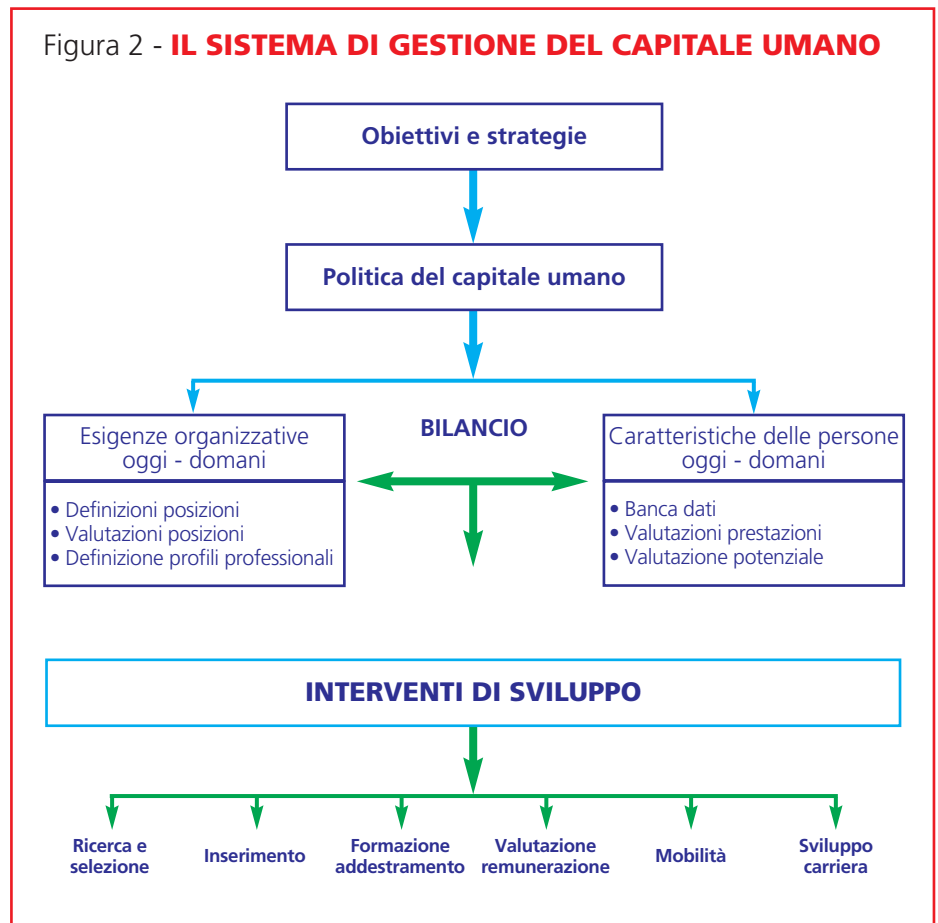 Figura 2 - IL SISTEMA DI GESTIONE DEL CAPITALE UMANO
Obiettivi e strategie
Politica del capitale umano
Esigenze organizzative
oggi - domani
• Definizioni posizioni
• Valutazioni posizioni
• Definizione profili professionali
BILANCIO
Caratteristiche delle persone
oggi - domani
• Banca dati
• Valutazioni prestazioni
• Valutazione potenziale
INTERVENTI DI SVILUPPO
Ricerca e
selezione
Inserimento
Formazione
addestramento
Valutazione
remunerazione
Mobilità
Sviluppo
carriera